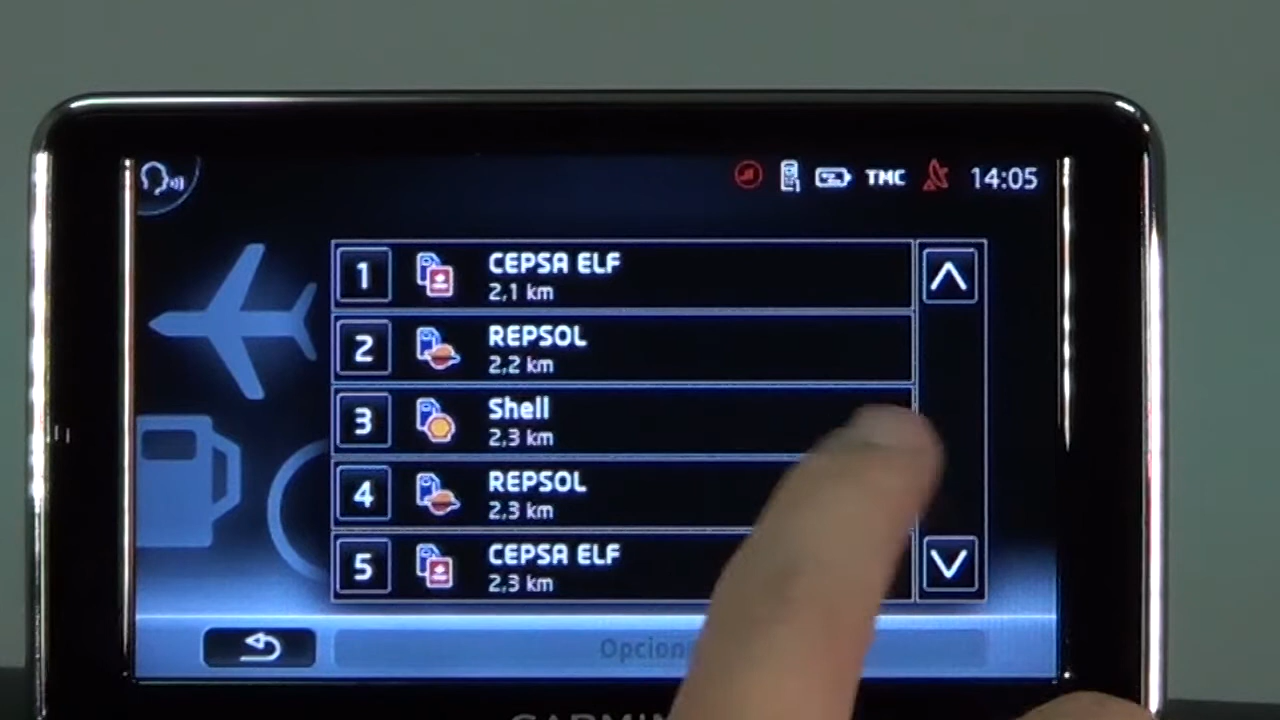 TMC 14:05
1 CEPSA ELF
2,1 km
2 REPSOL
2,2 km
3 Shell
2,3 km
4 REPSOL
2,3 km
5 CEPSA ELF
2,3 km